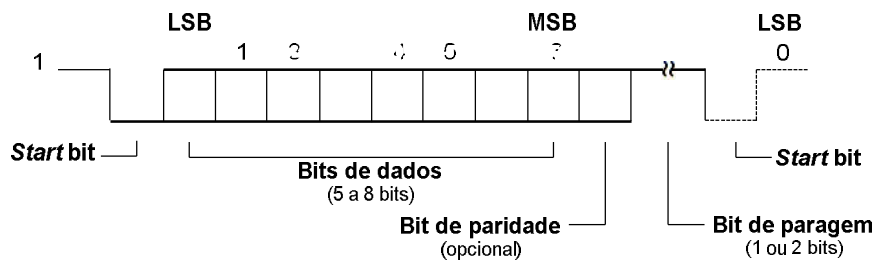 LSB MSB LSB
1 1 4 0
Start bit Start bit
Bits de dados
(5 a 8 bits)
Bit de paridade Bit de paragem
(opcional) (1 ou 2 bits)